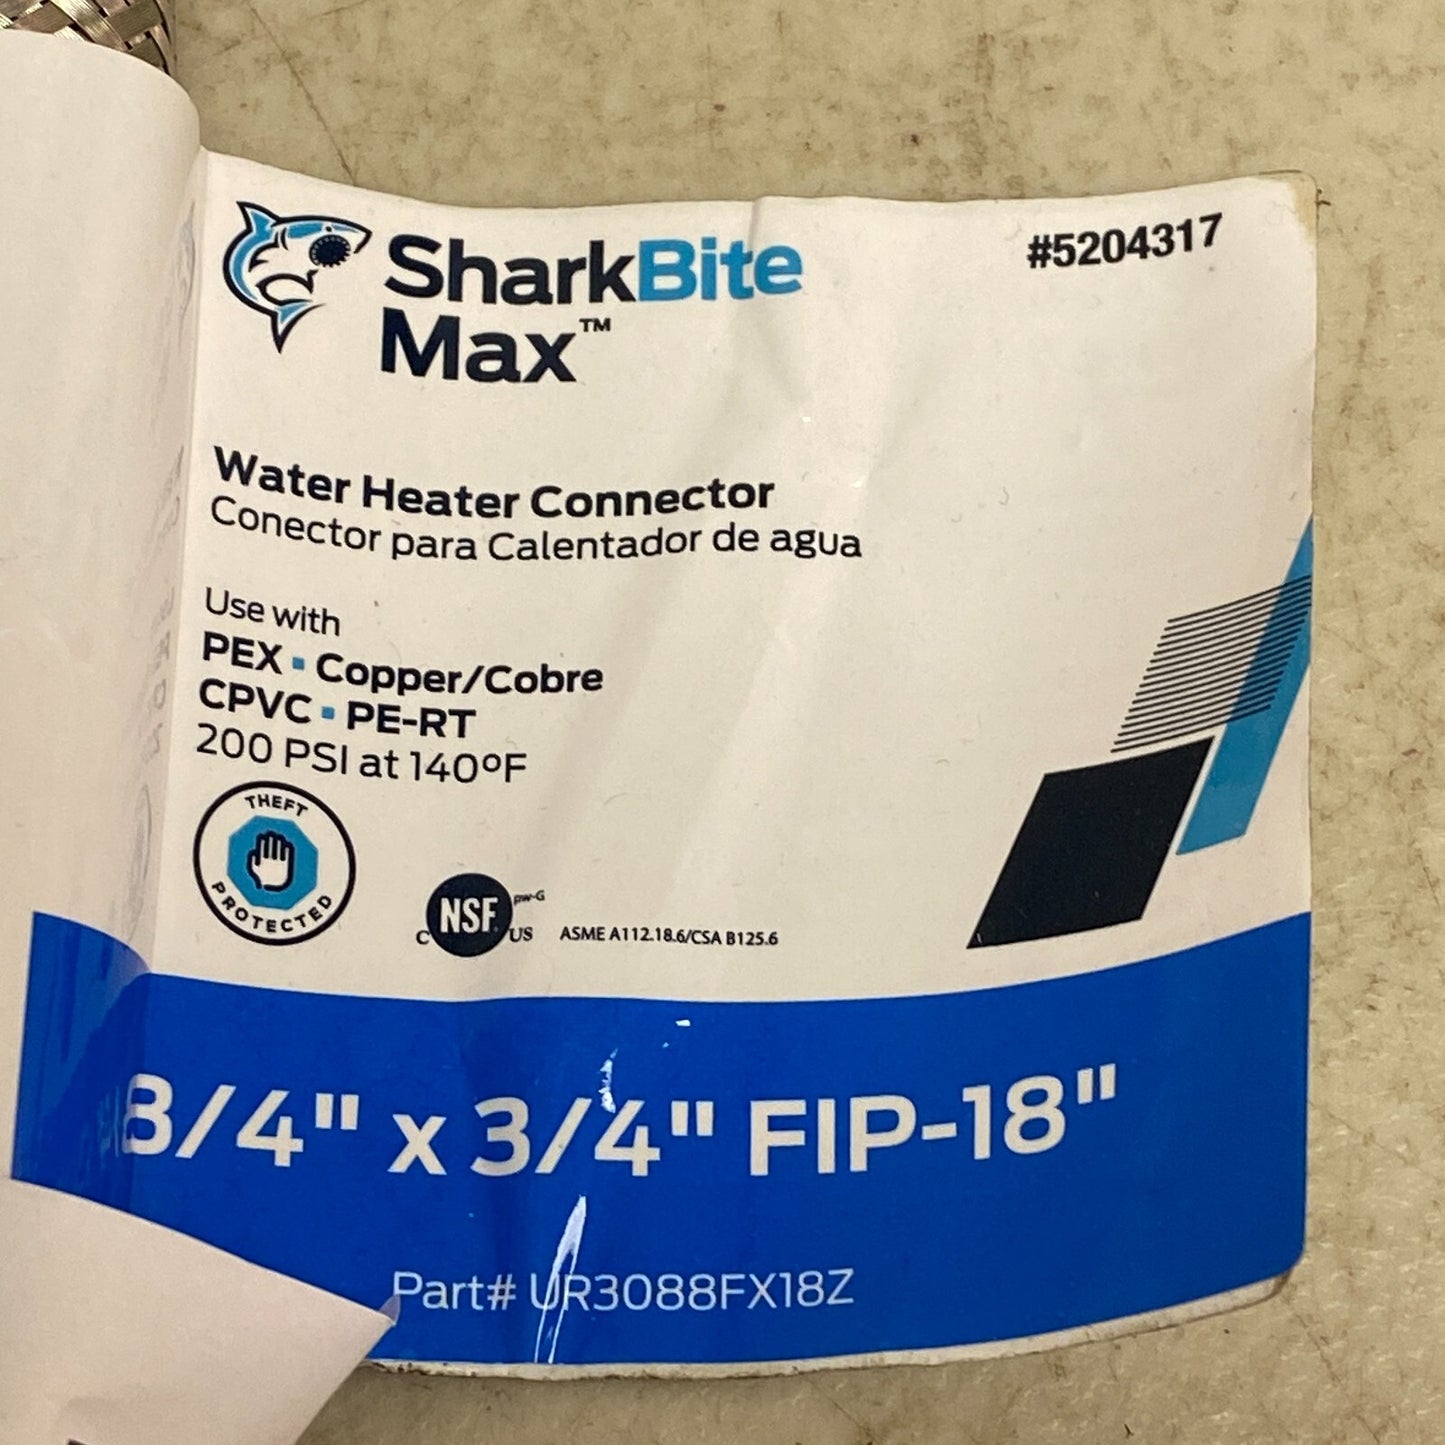 SharkBite
Max™
#5204317
Water Heater Connector
Conector para Calentador de agua
Use with
PEX ▪ Copper/Cobre
CPVC ▪ PE-RT
200 PSI at 140ºF
THEFT
PROTECTED
C NSF US pw-G
ASME A112.18.6/CSA B125.6
3/4" x 3/4" FIP-18"
Part# UR3088FX18Z